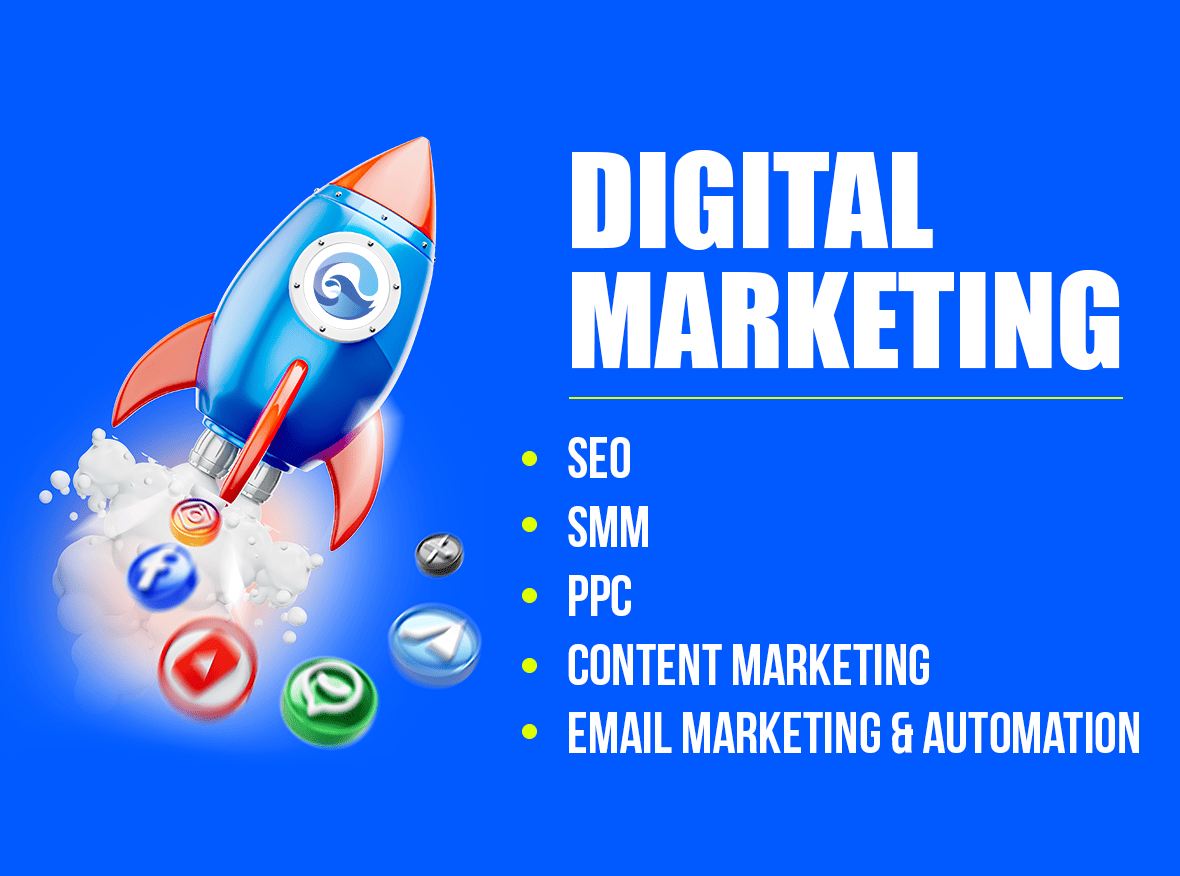 DIGITAL
MARKETING
SEO
SMM
PPC
CONTENT MARKETING
EMAIL MARKETING & AUTOMATION